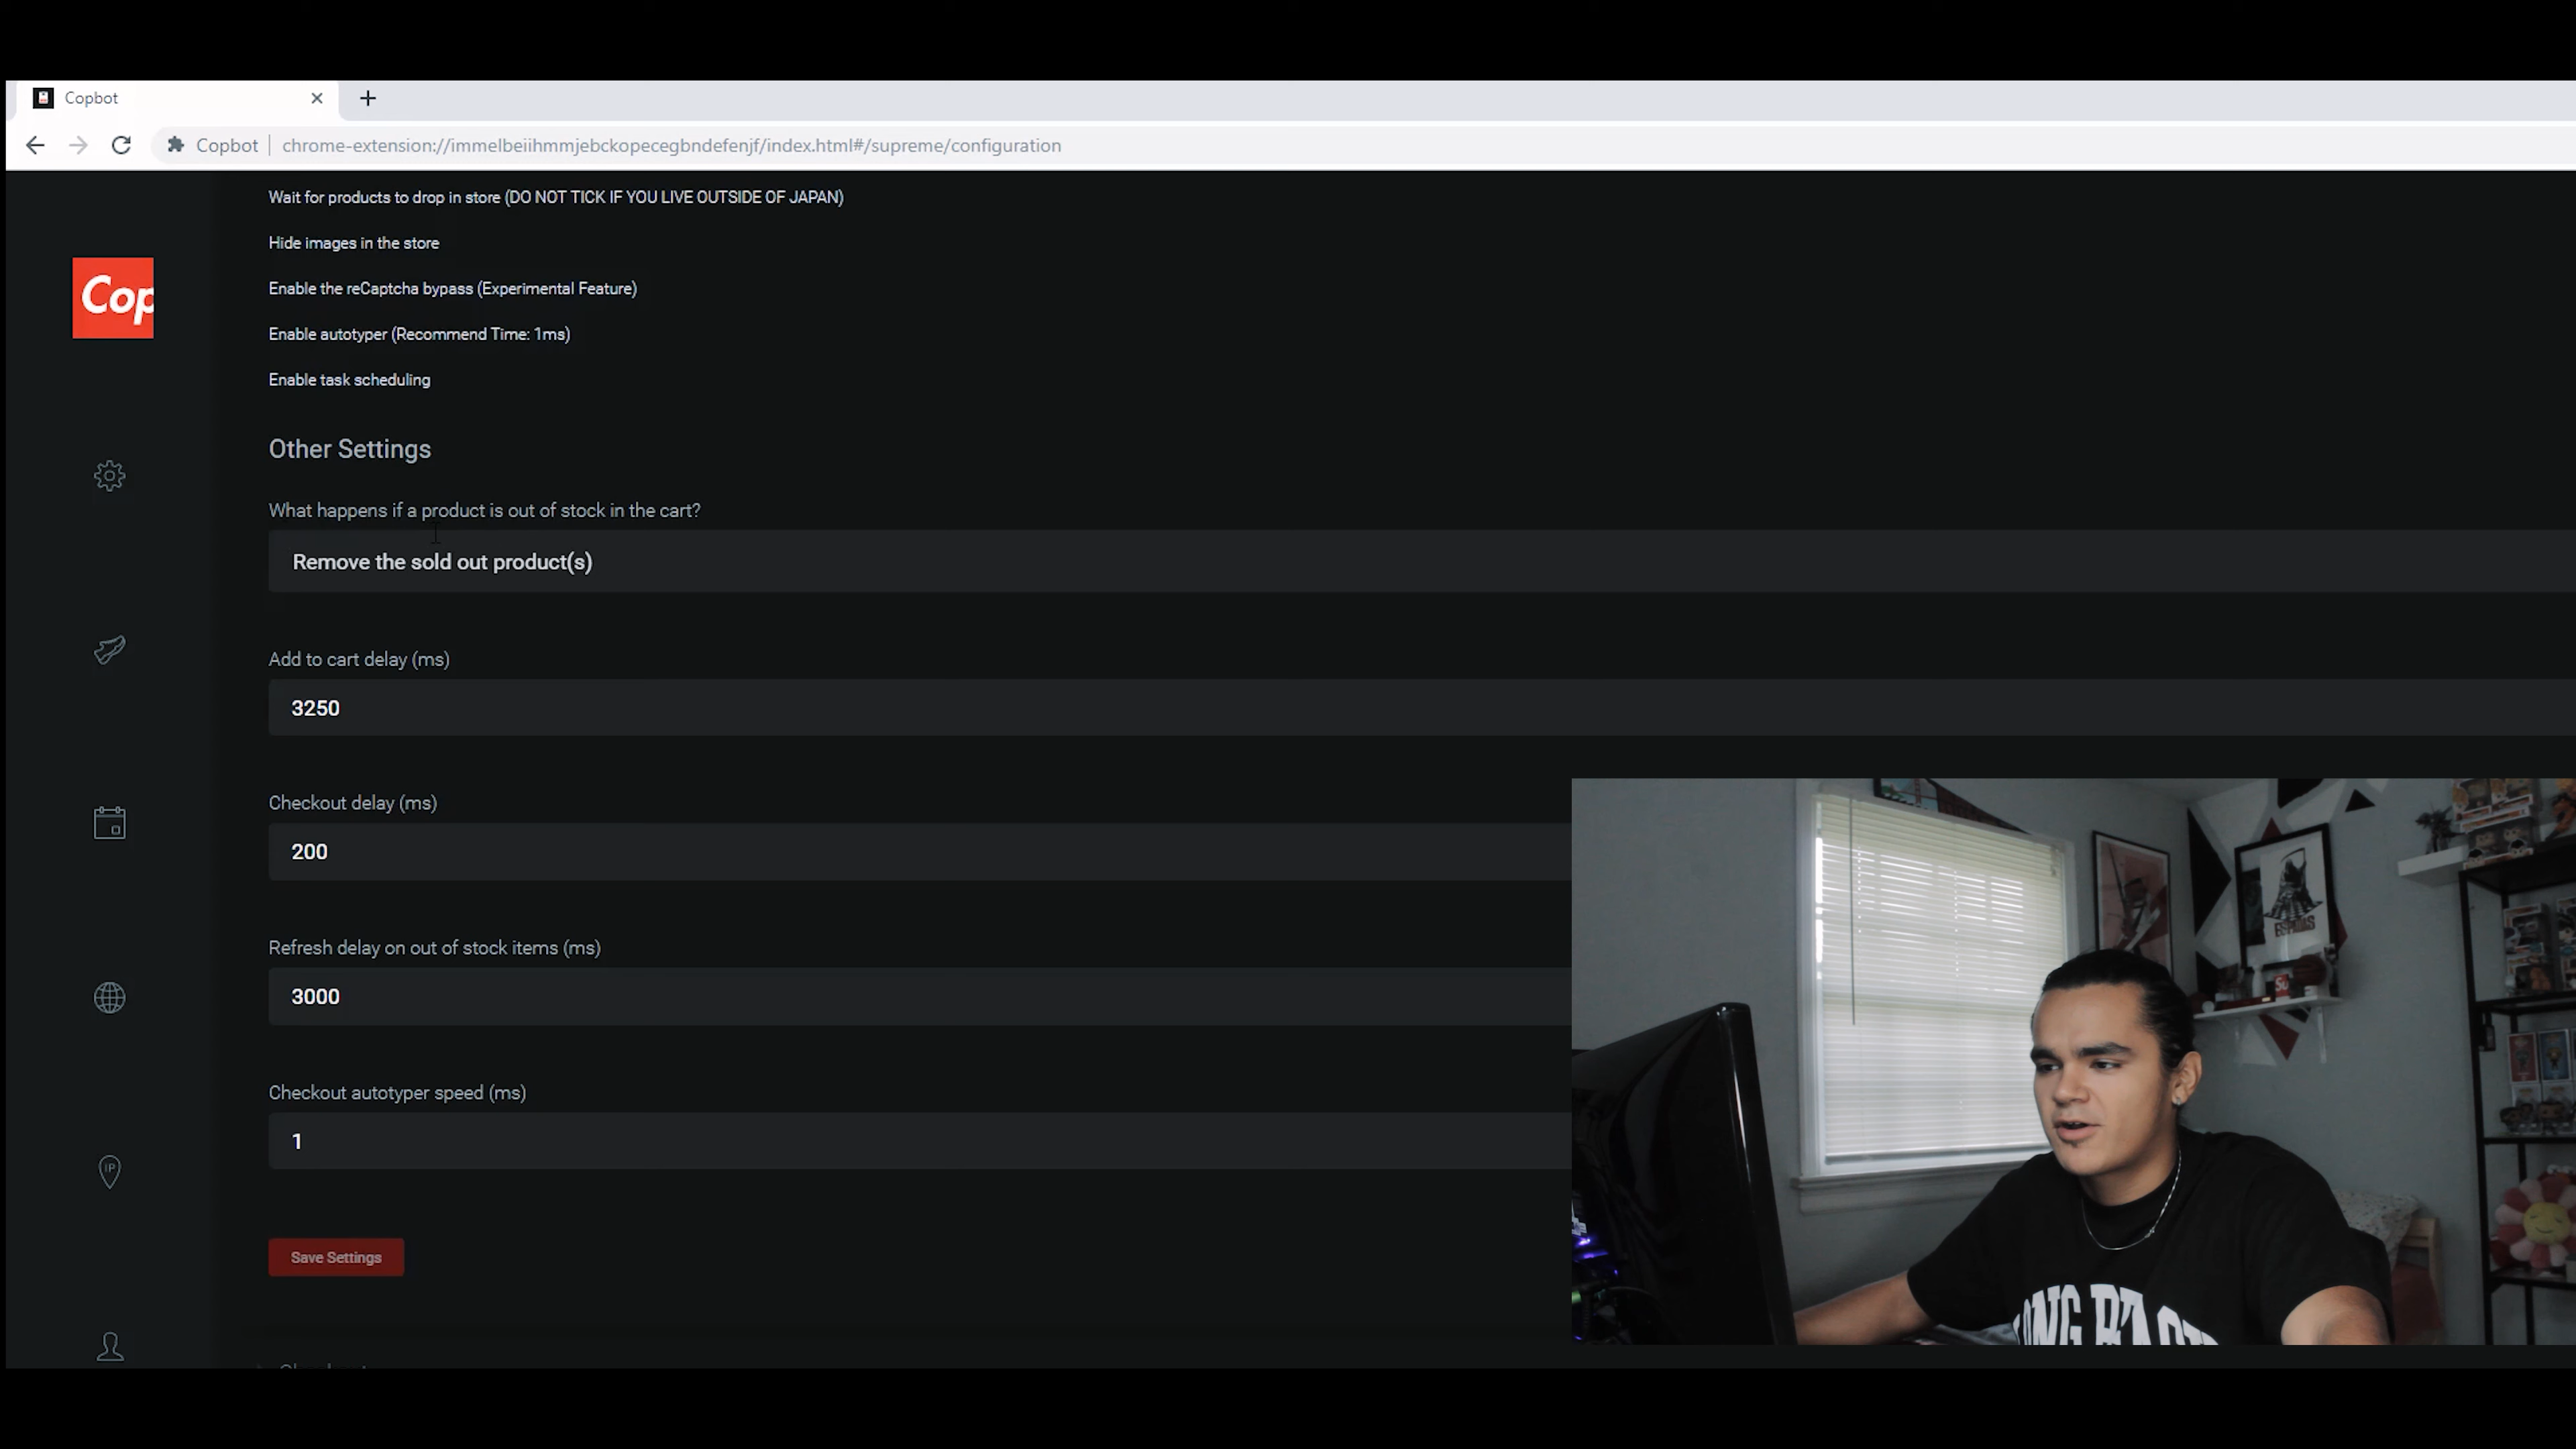 Copbot
Copbot
chrome-extension://immelbeiihmmjebckopecegbndefenjf/index.html#/supreme/configuration
Wait for products to drop in store (DO NOT TICK IF YOU LIVE OUTSIDE OF JAPAN)
Cop
Hide images in the store
Enable the reCaptcha bypass (Experimental Feature)
Enable autotyper (Recommend Time: 1ms)
Enable task scheduling
Other Settings
What happens if a product is out of stock in the cart?
Remove the sold out product(s)
Add to cart delay (ms)
3250
Checkout delay (ms)
200
Refresh delay on out of stock items (ms)
3000
Checkout autotyper speed (ms)
1
IP
Save Settings